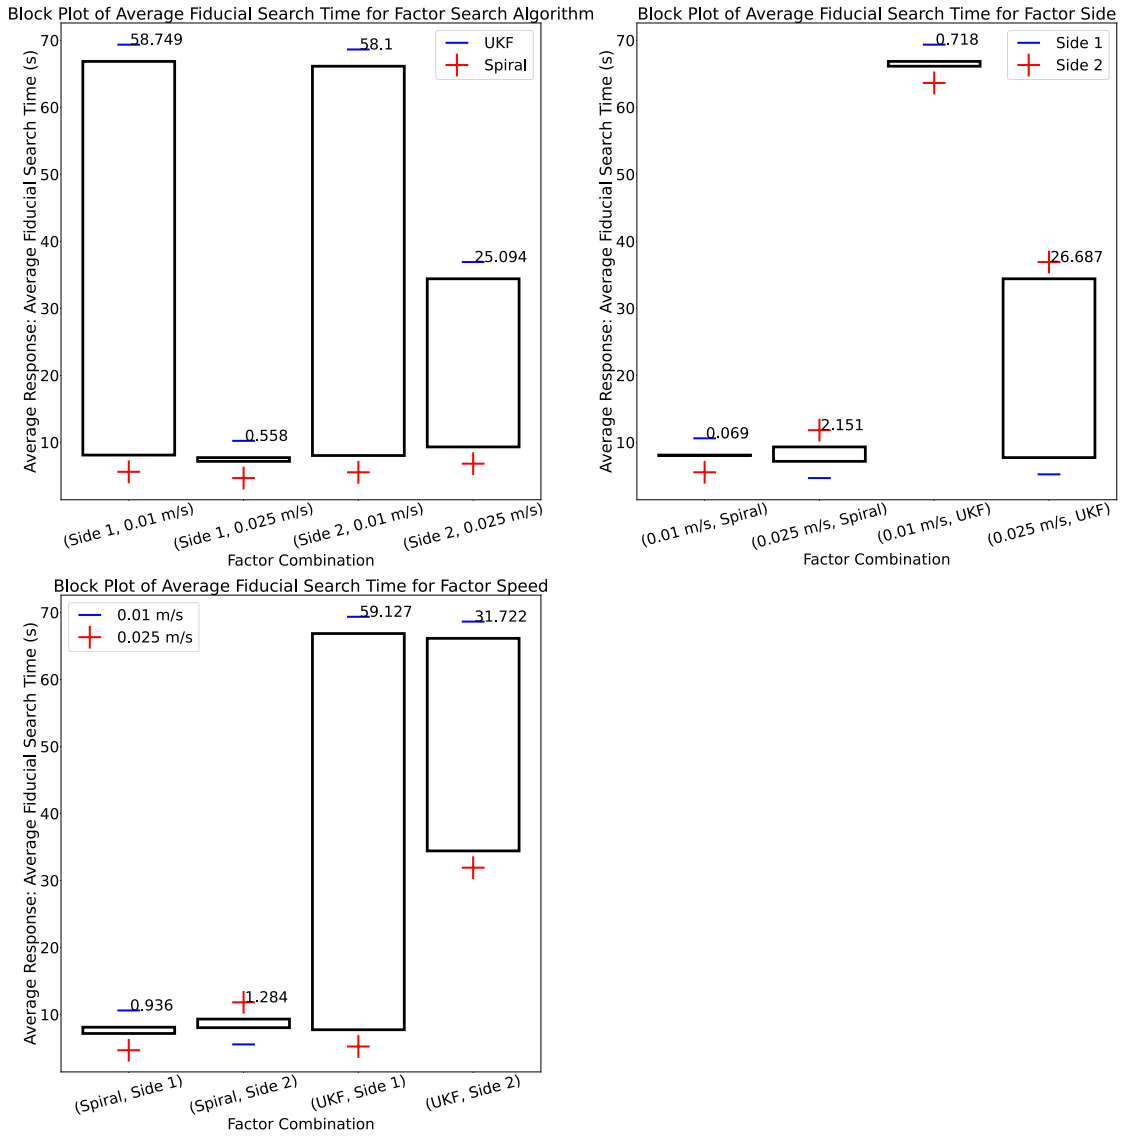 Block Plot of Average Fiducial Search Time for Factor Search Algorithm
Average Response: Average Fiducial Search Time (s)
70
60
50
40
30
20
10
58.749
0.558
58.1
25.094
UKF
Spiral
(Side 1, 0.01 m/s)
(Side 1, 0.025 m/s)
(Side 2, 0.01 m/s)
(Side 2, 0.025 m/s)
Factor Combination
Block Plot of Average Fiducial Search Time for Factor Side
Average Response: Average Fiducial Search Time (s)
70
60
50
40
30
20
10
0.069
2.151
0.718
26.687
Side 1
Side 2
(0.01 m/s, Spiral)
(0.025 m/s, Spiral)
(0.01 m/s, UKF)
(0.025 m/s, UKF)
Factor Combination
Block Plot of Average Fiducial Search Time for Factor Speed
Average Response: Average Fiducial Search Time (s)
70
60
50
40
30
20
10
0.01 m/s
0.025 m/s
0.936
1.284
59.127
31.722
(Spiral, Side 1)
(Spiral, Side 2)
(UKF, Side 1)
(UKF, Side 2)
Factor Combination